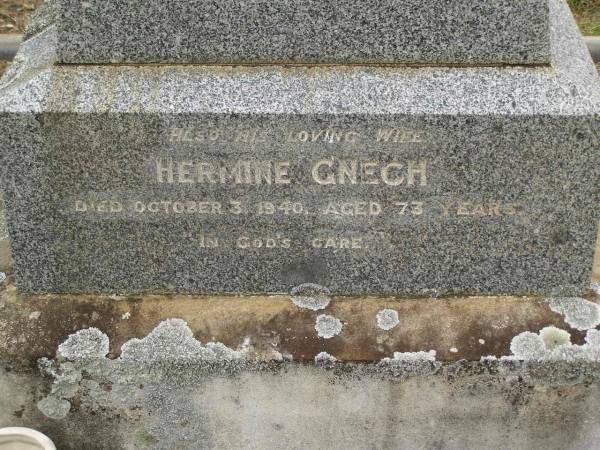 ALSO HIS LOVING WIFE
HERMINE GNECH
DIED OCTOBER 3, 1940, AGED 73 YEARS.
IN GOD'S CARE.